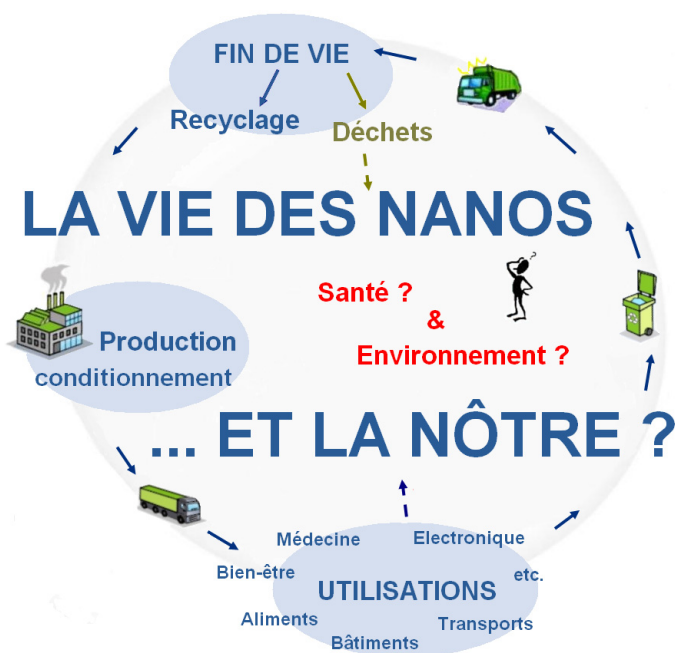 FIN DE VIE
Recyclage
Déchets
LA VIE DES NANOS
Santé ?
&
Environnement ?
Production
conditionnement
... ET LA NÔTRE ?
Médecine
Electronique
Bien-être
UTILISATIONS
etc.
Aliments
Transports
Bâtiments